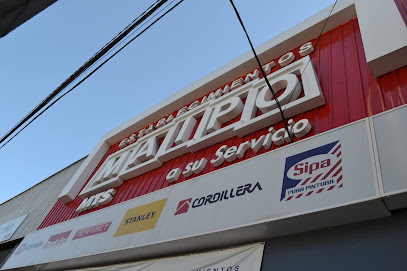 ESTABLECIMIENTOS
MAIPO
MTS
a su Servicio
STANLEY
CORDILLERA
Sipa
PURA PINTURA